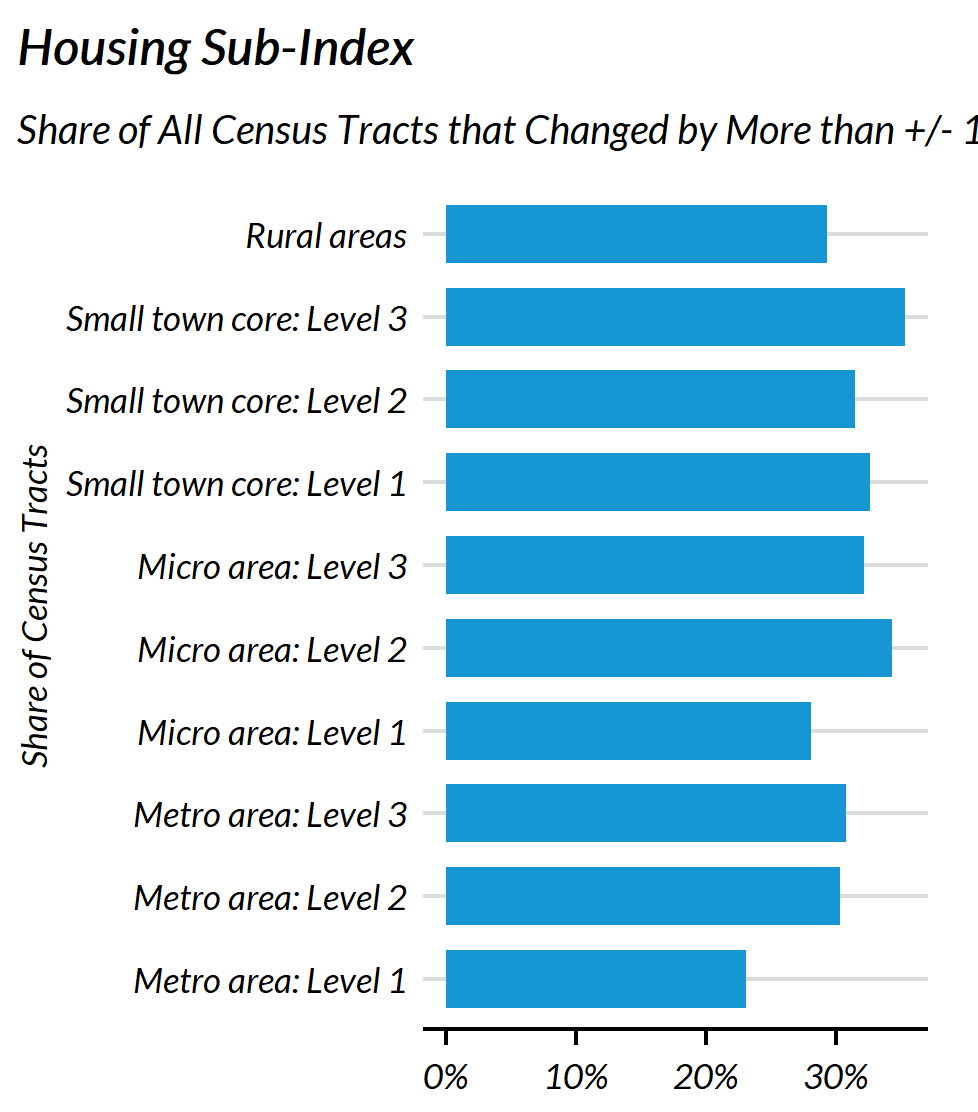 Housing Sub-Index
Share of All Census Tracts that Changed by More than +/- 1
Rural areas
Small town core: Level 3
Small town core: Level 2
Small town core: Level 1
Micro area: Level 3
Micro area: Level 2
Micro area: Level 1
Metro area: Level 3
Metro area: Level 2
Metro area: Level 1
Share of Census Tracts
0% 10% 20% 30%